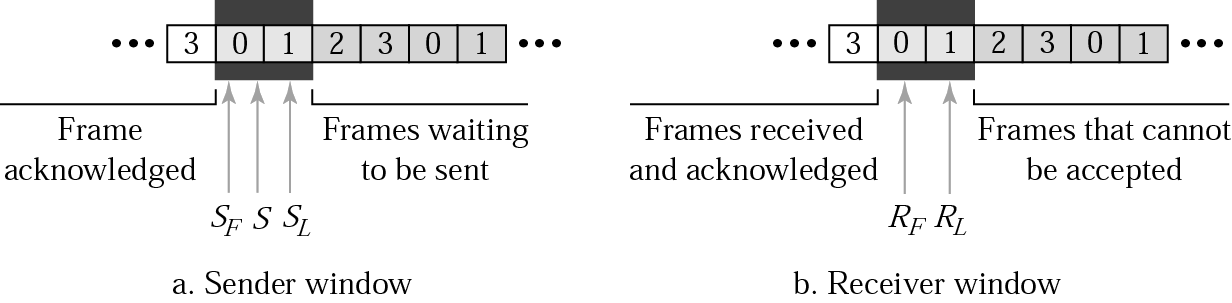 ••• 3 0 1 2 3 0 1 •••
Frame
acknowledged
Frames waiting
to be sent
S_F S S_L
a. Sender window
••• 3 0 1 2 3 0 1 •••
Frames received
and acknowledged
Frames that cannot
be accepted
R_F R_L
b. Receiver window